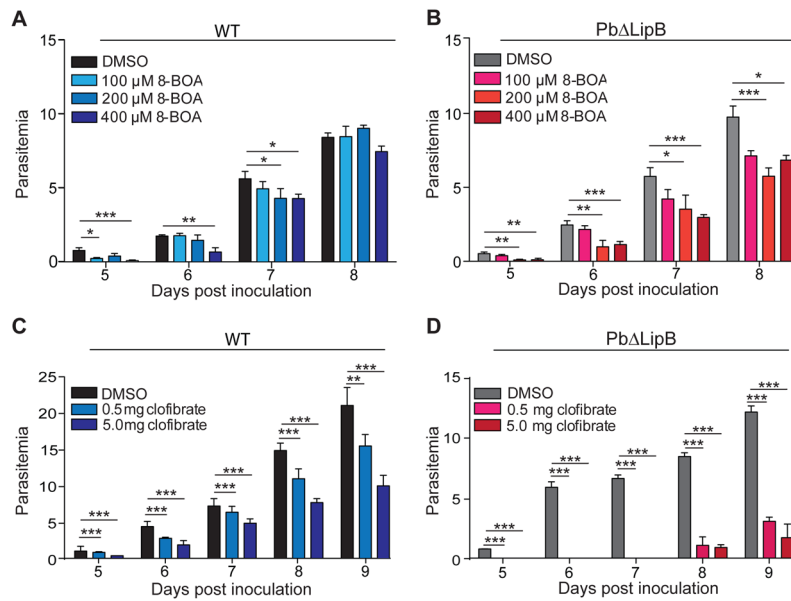 A
WT
Parasitemia
15
10
5
0
DMSO
100 µM 8-BOA
200 µM 8-BOA
400 µM 8-BOA
***
*
**
*
*
5 6 7 8
Days post inoculation
B
PbΔLipB
Parasitemia
15
10
5
0
DMSO
100 µM 8-BOA
200 µM 8-BOA
400 µM 8-BOA
**
**
***
**
***
*
*
***
5 6 7 8
Days post inoculation
C
WT
Parasitemia
25
20
15
10
5
0
DMSO
0.5mg clofibrate
5.0mg clofibrate
***
***
***
***
***
***
***
***
***
**
5 6 7 8 9
Days post inoculation
D
PbΔLipB
Parasitemia
15
10
5
0
DMSO
0.5 mg clofibrate
5.0 mg clofibrate
***
***
***
***
***
***
***
***
***
***
5 6 7 8 9
Days post inoculation